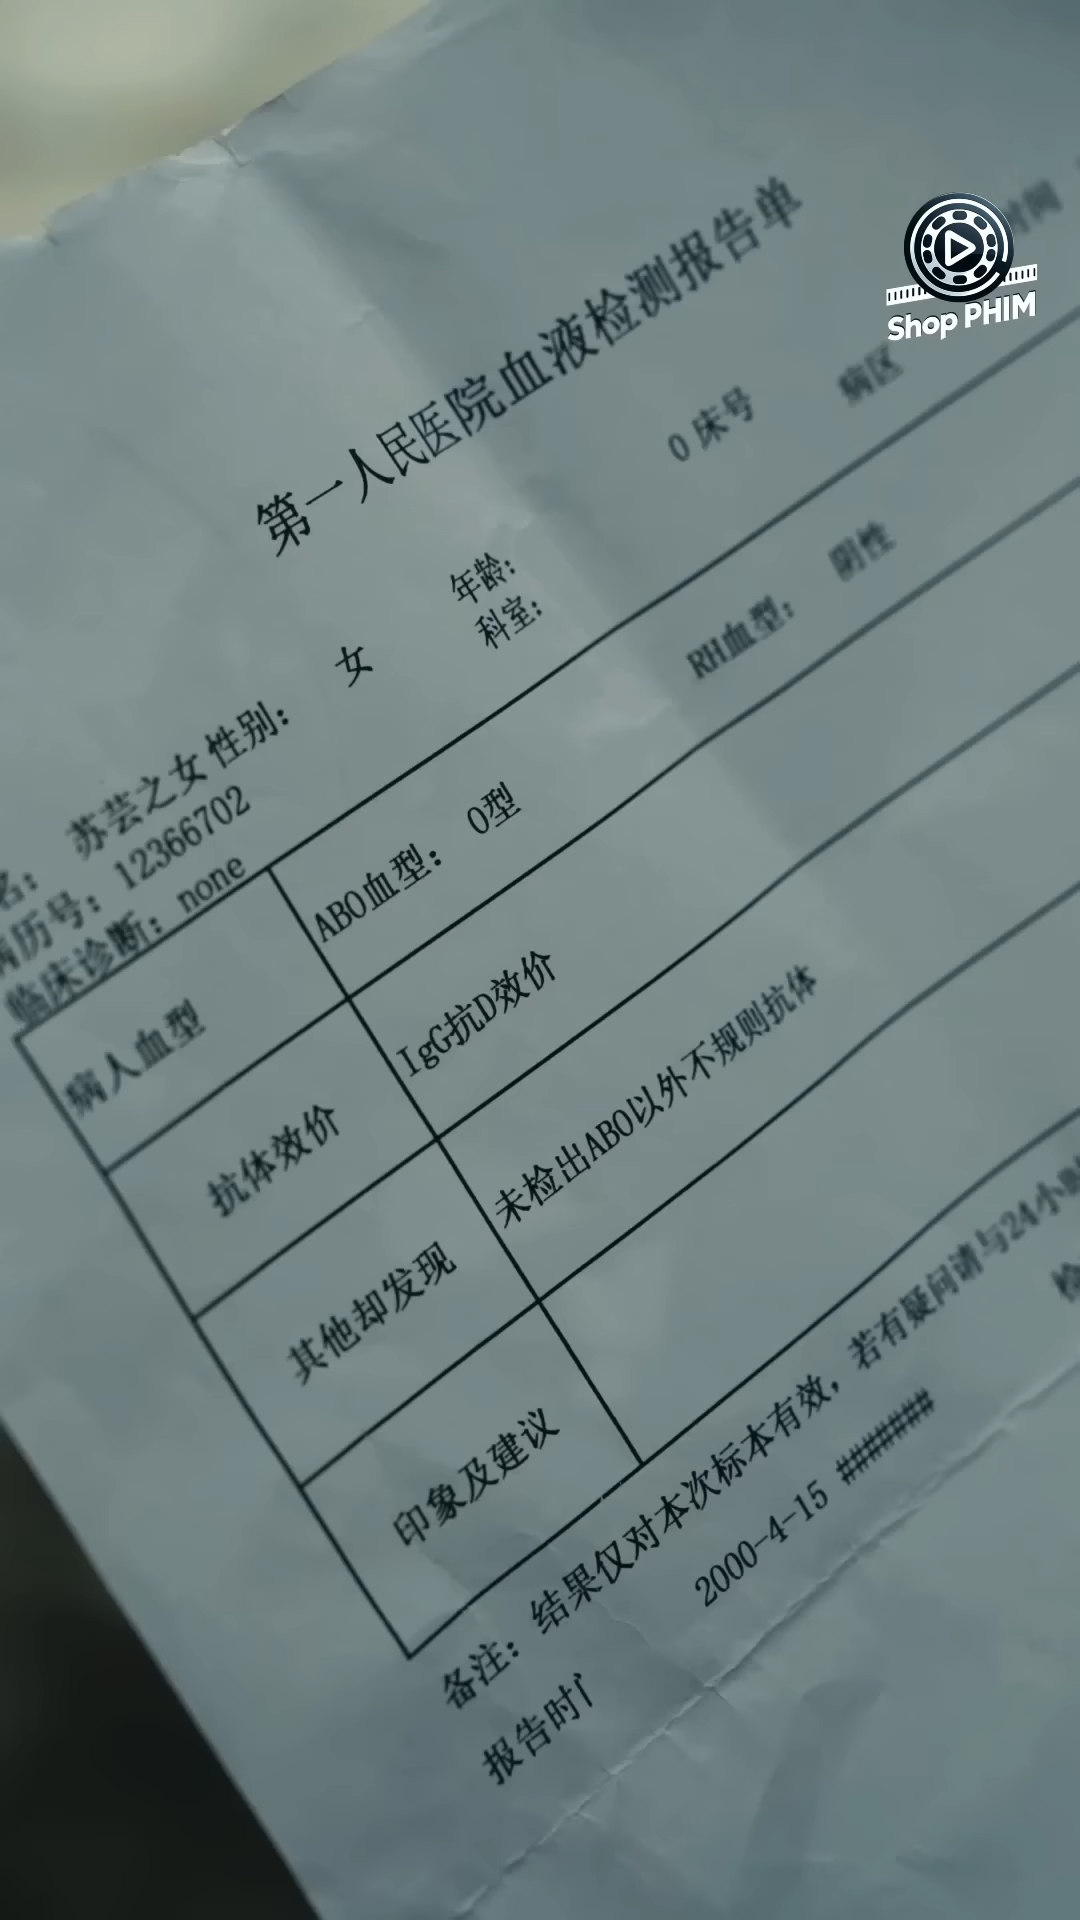 Shop PHIM
第一人民医院血液检测报告单
名: 苏芸之女 性别: 女 年龄: 0 床号 病区
病历号: 12366702 科室:
临床诊断: none
病人血型 ABO血型: O型 RH血型: 阴性
抗体效价 IgG抗D效价
其他却发现 未检出ABO以外不规则抗体
印象及建议
备注: 结果仅对本次标本有效, 若有疑问请与24小时
报告时 2000-4-15 #######